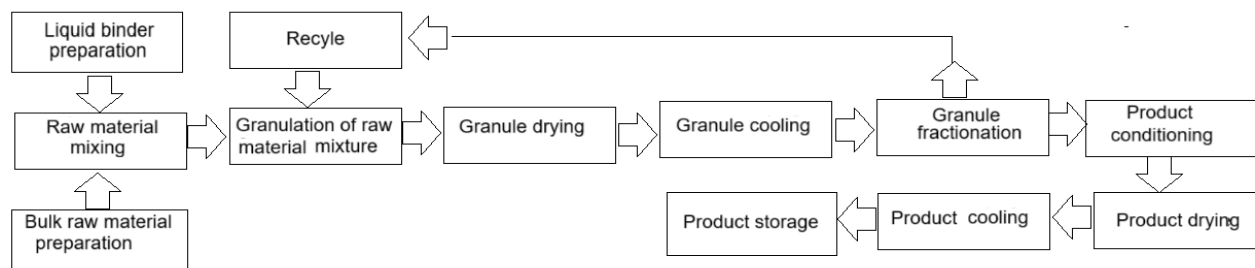 Liquid binder
preparation
Recyle
Raw material
mixing
Granulation of raw
material mixture
Granule drying
Granule cooling
Granule
fractionation
Product
conditioning
Bulk raw material
preparation
Product storage
Product cooling
Product drying